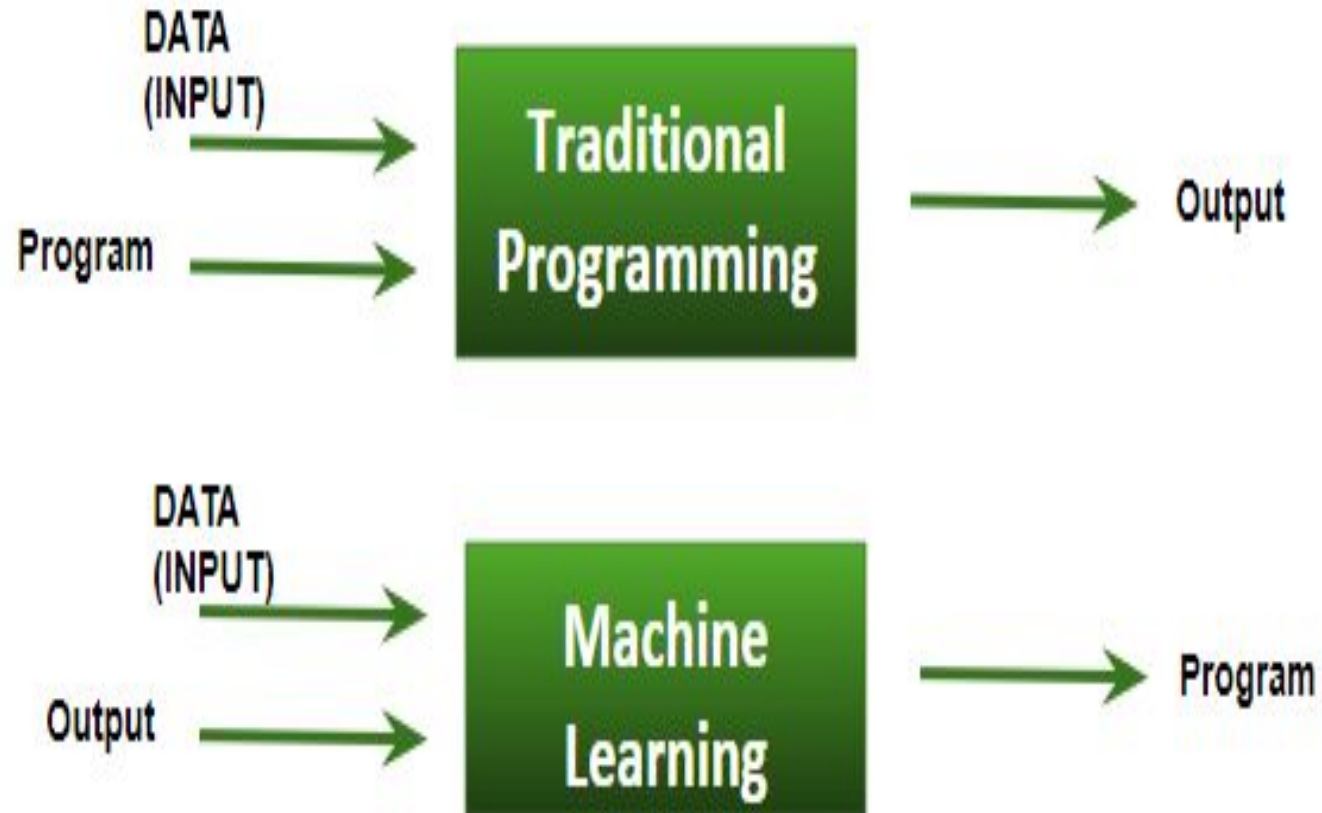 DATA
(INPUT)
Program
Traditional
Programming
Output
DATA
(INPUT)
Output
Machine
Learning
Program